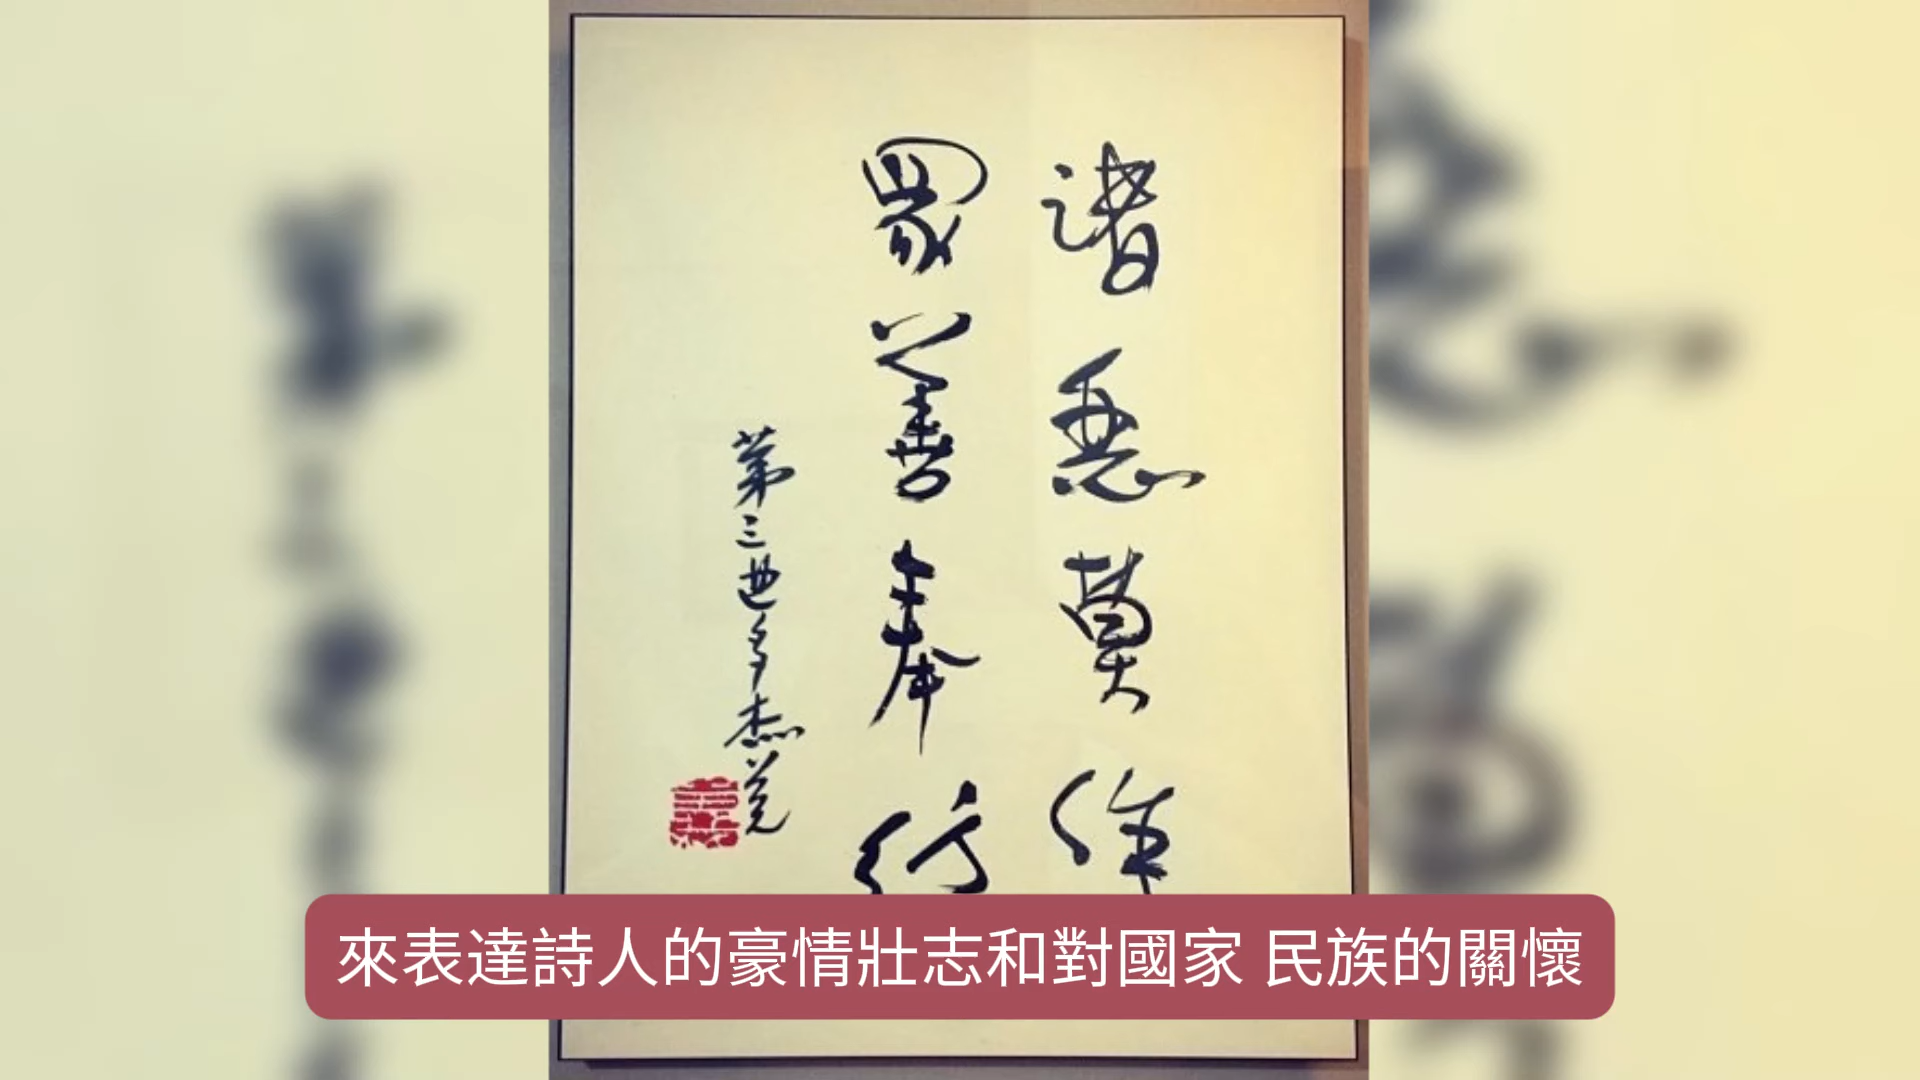 諸惡莫作
眾善奉行
第三世多杰羌
來表達詩人的豪情壯志和對國家 民族的關懷